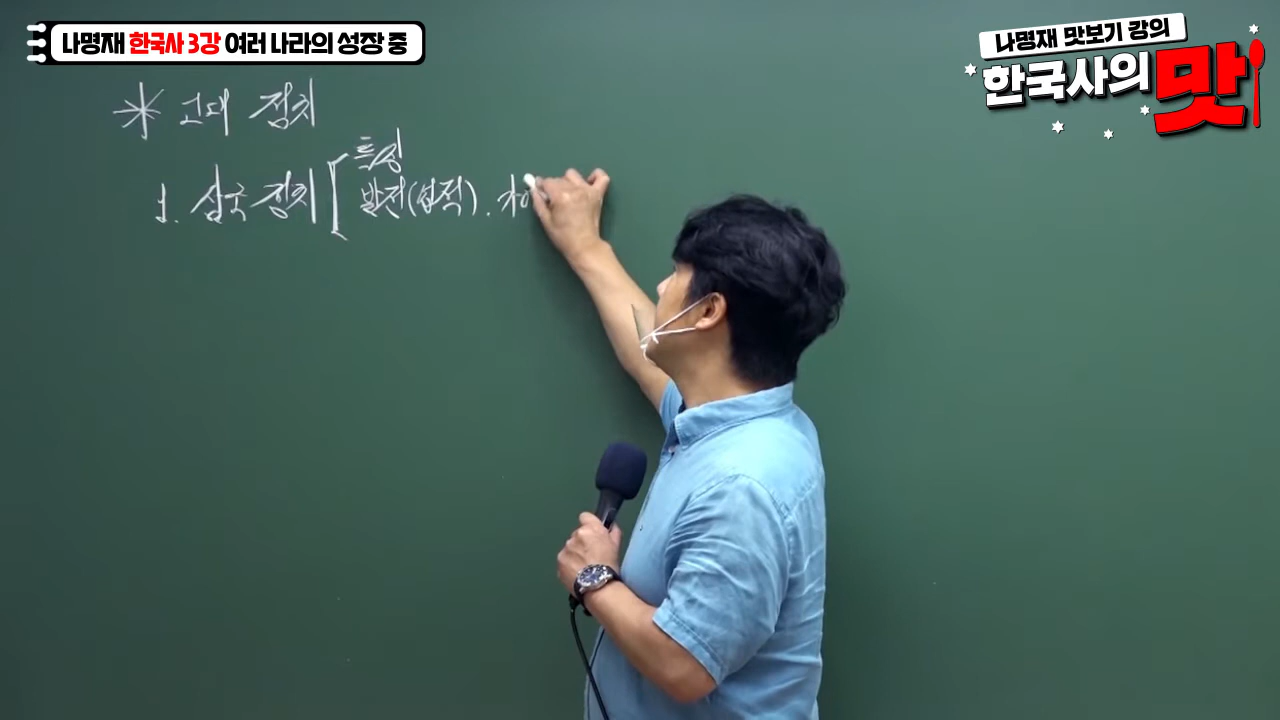 나명재 한국사 3강 여러 나라의 성장 중
나명재 맛보기 강의
한국사의 맛
* 고대 정치
1. 삼국 정치
특징
발전(업적).